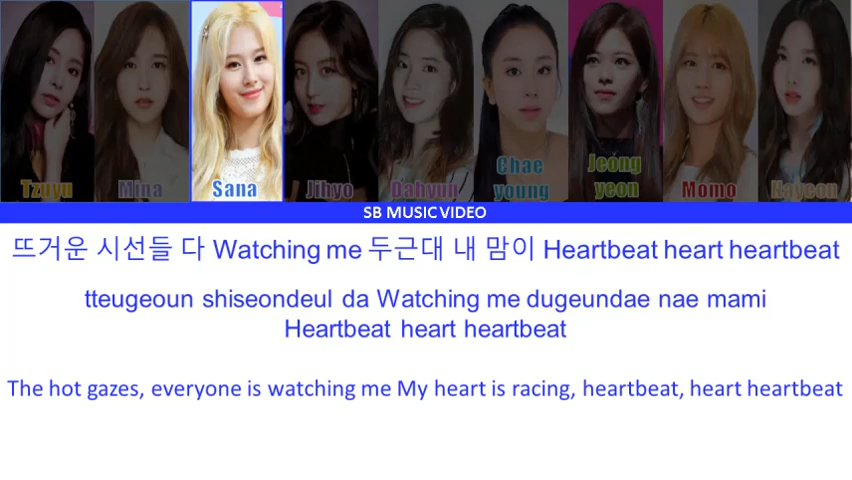 Tzuyu Mina Sana Jihyo Dahyun Chae young Jeong yeon Momo Nayeon
SB MUSIC VIDEO
뜨거운 시선들 다 Watching me 두근대 내 맘이 Heartbeat heart heartbeat
tteugeoun shiseondeul da Watching me dugeundae nae mami
Heartbeat heart heartbeat
The hot gazes, everyone is watching me My heart is racing, heartbeat, heart heartbeat